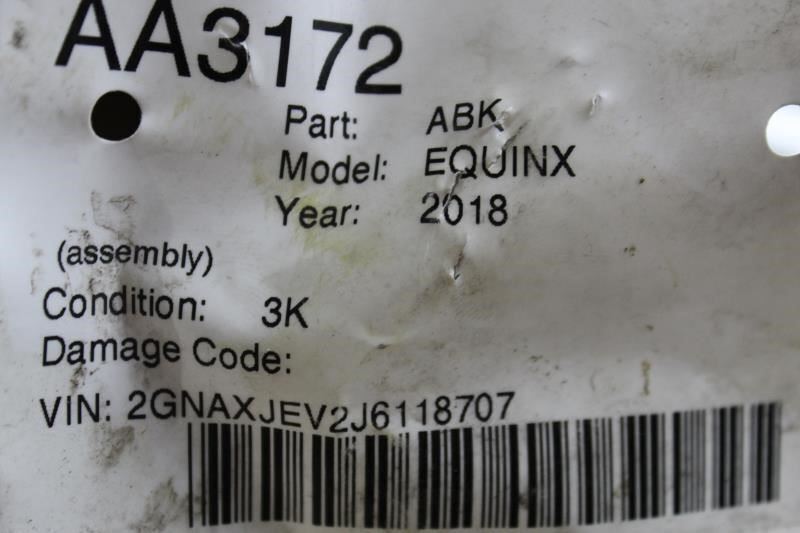 AA3172
Part: ABK
Model: EQUINX
Year: 2018
(assembly)
Condition: 3K
Damage Code:
VIN: 2GNAXJEV2J6118707